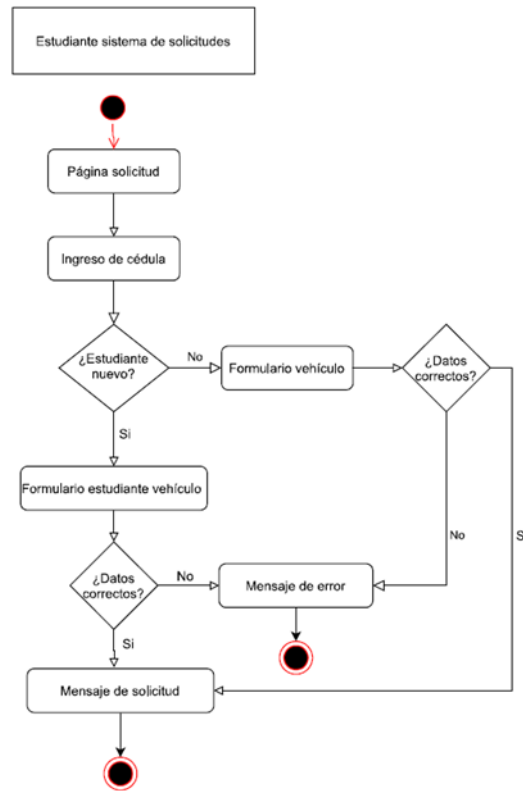 Estudiante sistema de solicitudes
Página solicitud
Ingreso de cédula
¿Estudiante
nuevo?
No
Formulario vehículo
¿Datos
correctos?
Si
Formulario estudiante vehículo
No
S
¿Datos
correctos?
No
Mensaje de error
Si
Mensaje de solicitud